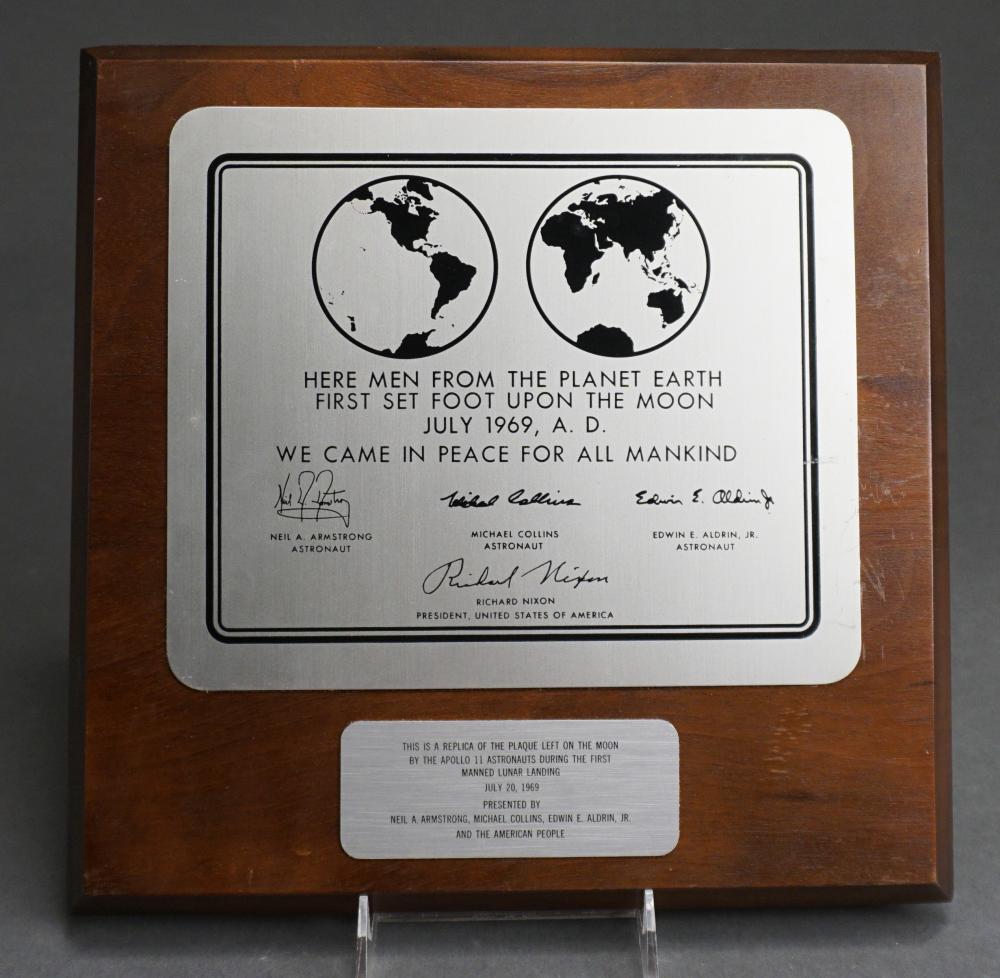 HERE MEN FROM THE PLANET EARTH
FIRST SET FOOT UPON THE MOON
JULY 1969, A. D.
WE CAME IN PEACE FOR ALL MANKIND
Neil A. Armstrong Michael Collins Edwin E. Aldrin Jr
NEIL A. ARMSTRONG MICHAEL COLLINS EDWIN E. ALDRIN, JR.
ASTRONAUT ASTRONAUT ASTRONAUT
Richard Nixon
RICHARD NIXON
PRESIDENT, UNITED STATES OF AMERICA
THIS IS A REPLICA OF THE PLAQUE LEFT ON THE MOON
BY THE APOLLO 11 ASTRONAUTS DURING THE FIRST
MANNED LUNAR LANDING
JULY 20, 1969
PRESENTED BY
NEIL A. ARMSTRONG, MICHAEL COLLINS, EDWIN E. ALDRIN, JR.
AND THE AMERICAN PEOPLE